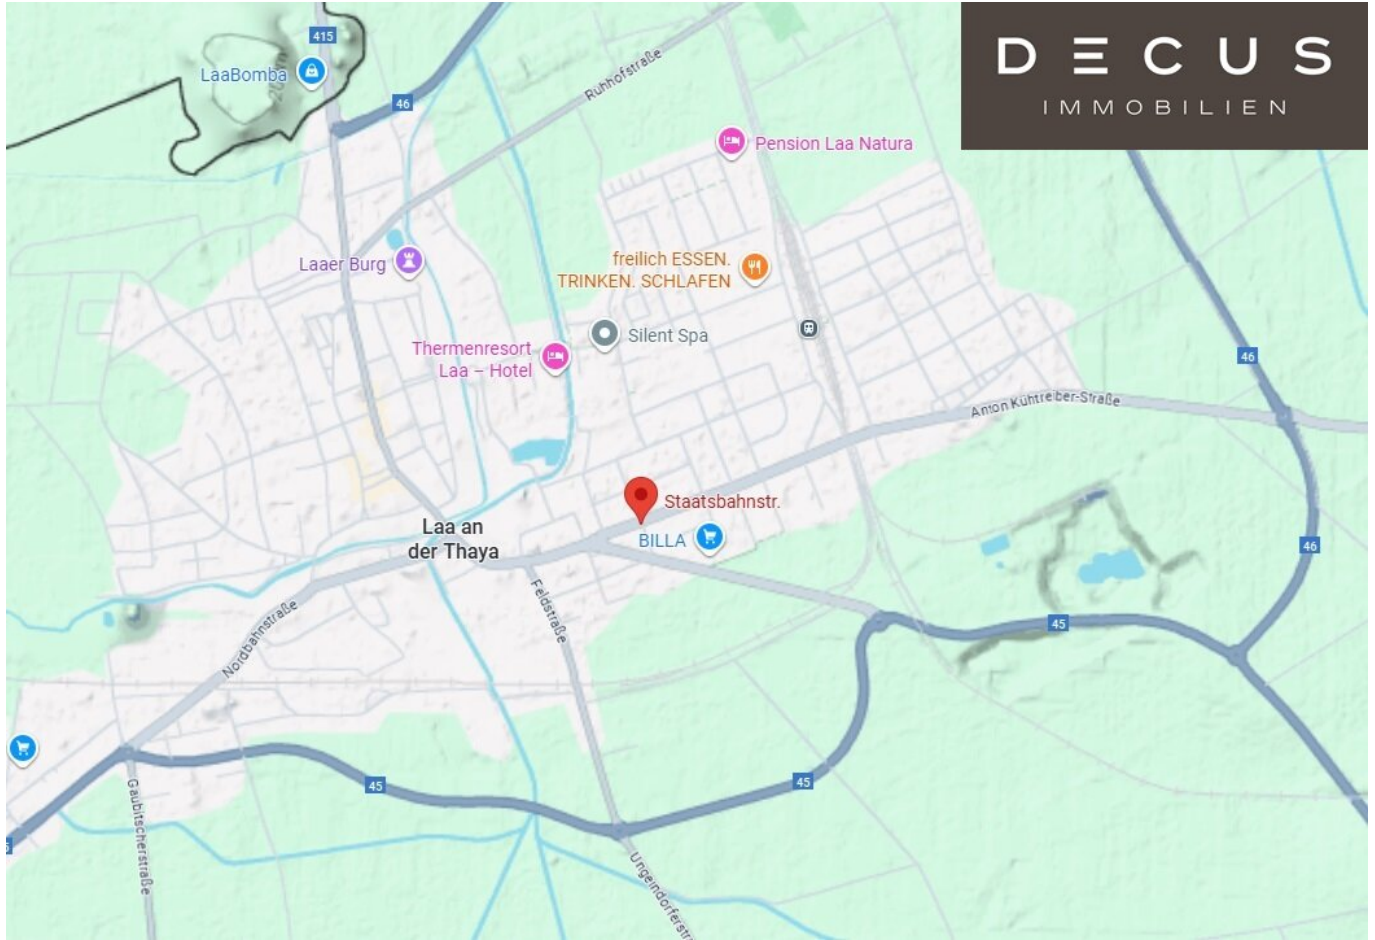 415
DECUS
IMMOBILIEN
LaaBomba
46
Ruhhofstraße
Pension Laa Natura
Laaer Burg
freilich ESSEN.
TRINKEN. SCHLAFEN
Silent Spa
Thermenresort
Laa – Hotel
46
Anton Kuhtreiber-Straße
Staatsbahnstr.
BILLA
Laa an
der Thaya
46
Feldstraße
Nordbahnstraße
45
45
45
Gaubitscherstraße
Ungeindorferstr